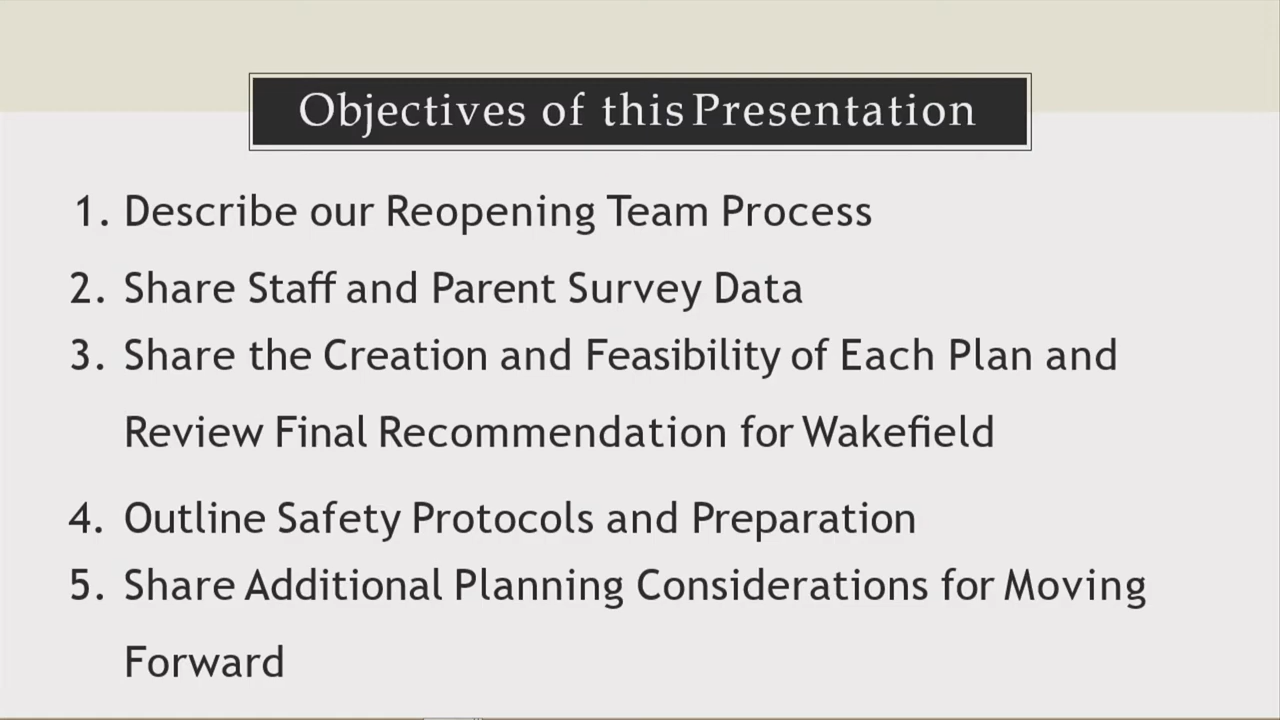 Objectives of this Presentation
1. Describe our Reopening Team Process
2. Share Staff and Parent Survey Data
3. Share the Creation and Feasibility of Each Plan and
Review Final Recommendation for Wakefield
4. Outline Safety Protocols and Preparation
5. Share Additional Planning Considerations for Moving
Forward